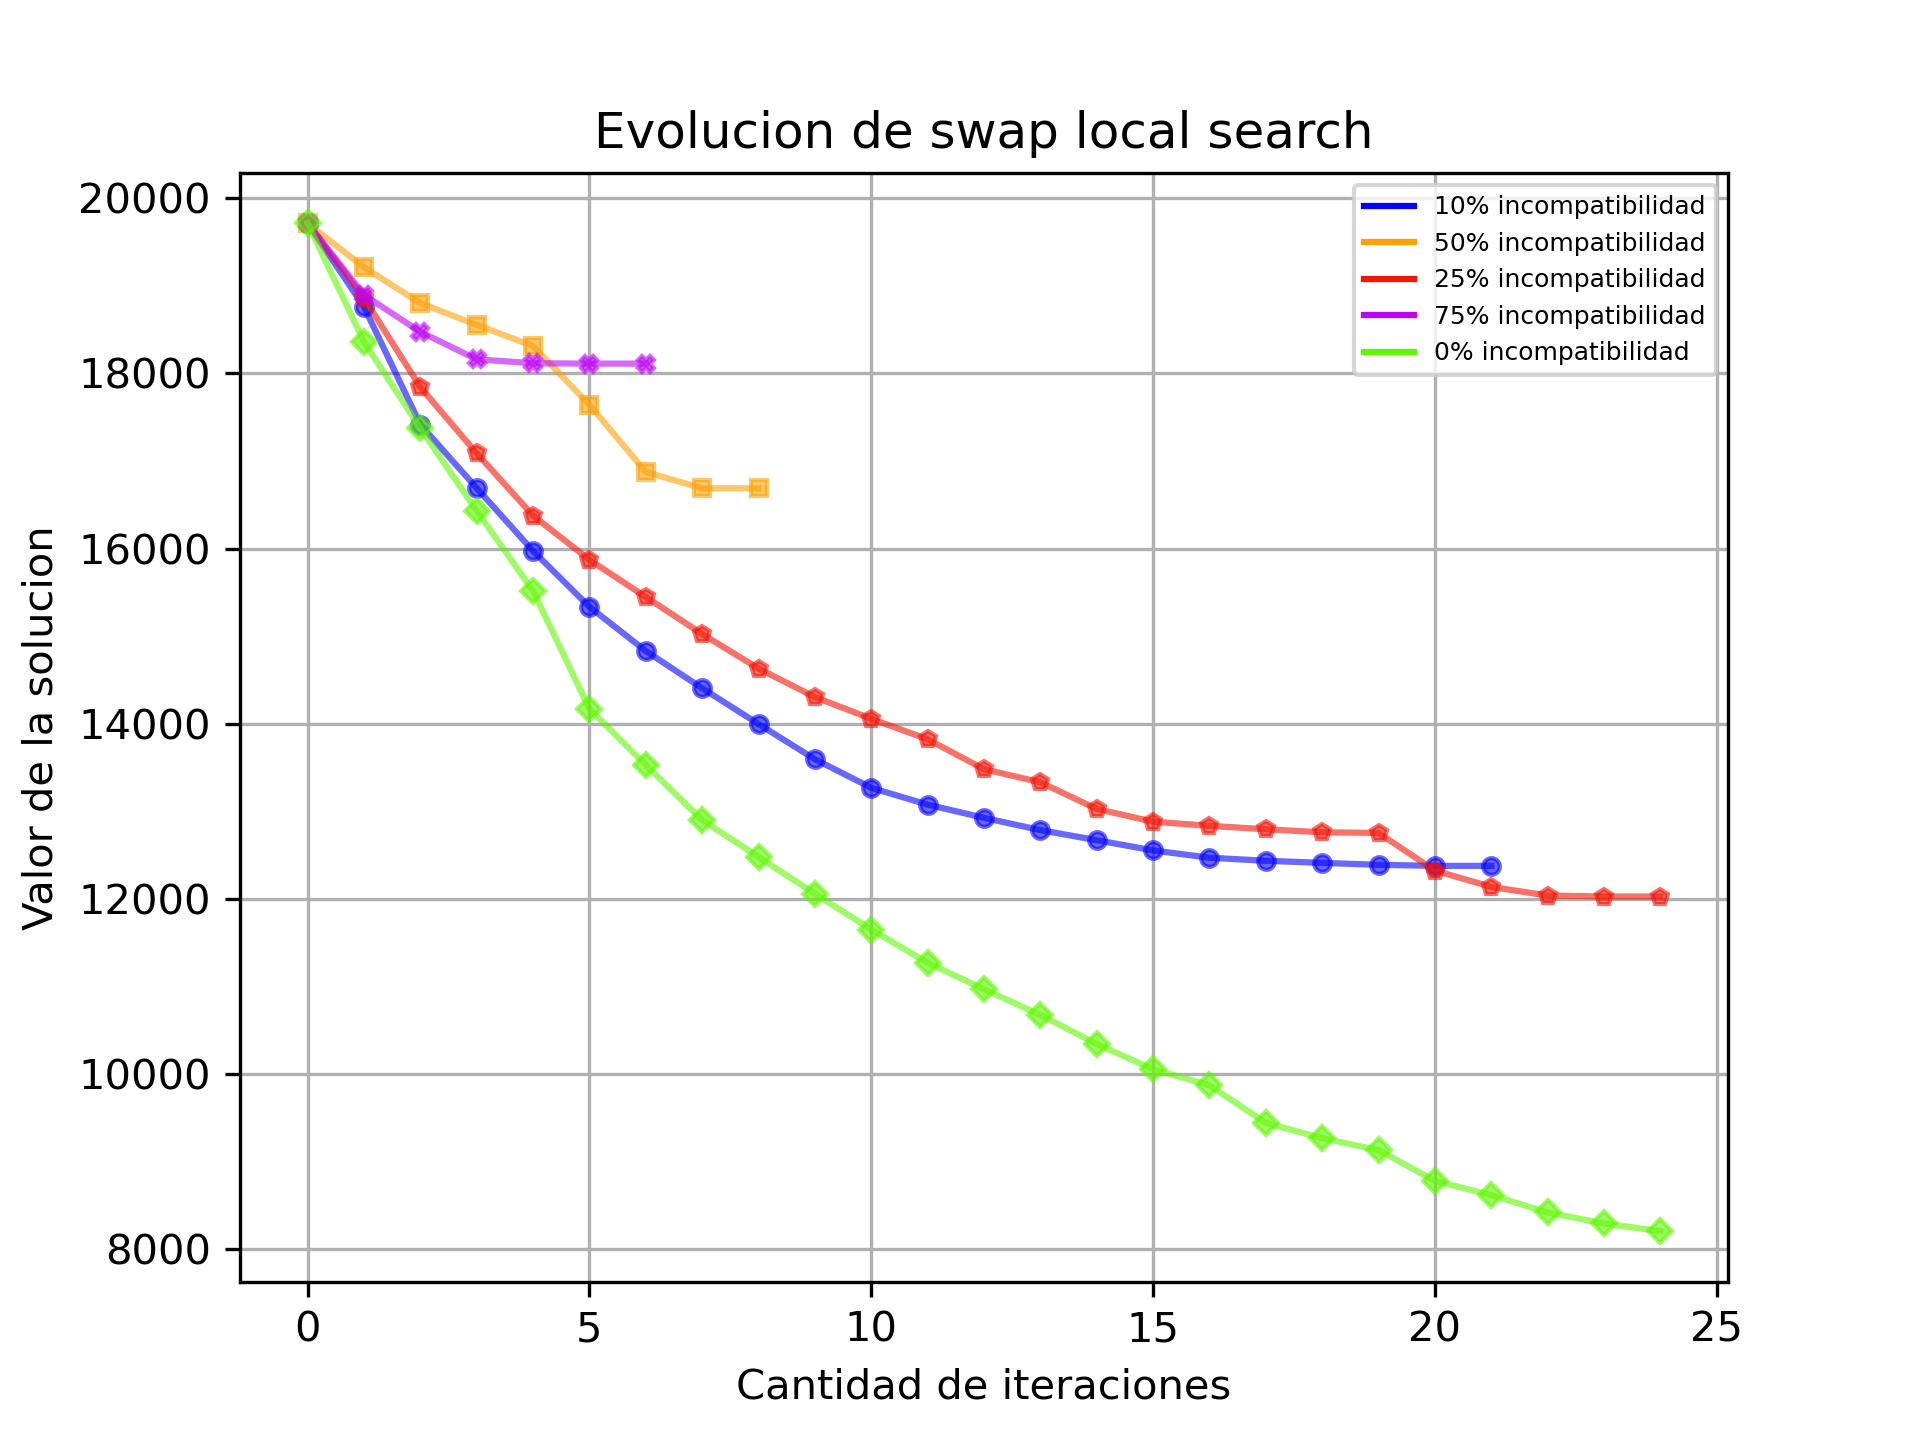 Evolucion de swap local search
10% incompatibilidad
50% incompatibilidad
25% incompatibilidad
75% incompatibilidad
0% incompatibilidad
Valor de la solucion
20000
18000
16000
14000
12000
10000
8000
0 5 10 15 20 25
Cantidad de iteraciones